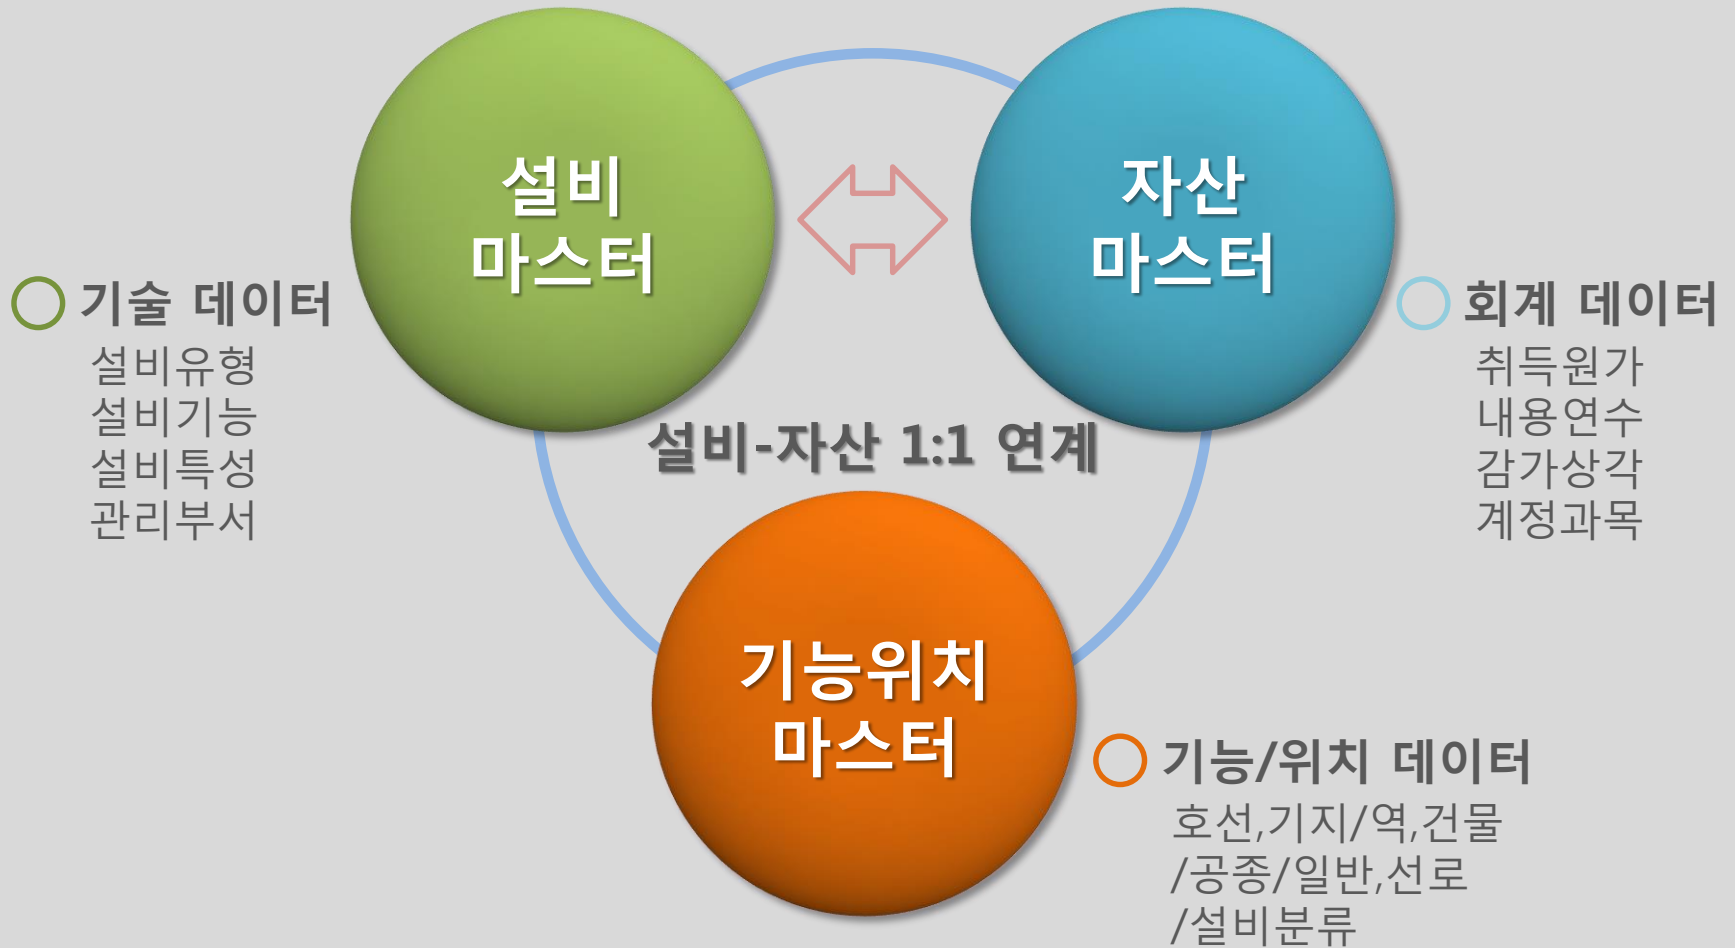 설비
마스터
자산
마스터
기술 데이터
설비유형
설비기능
설비특성
관리부서
회계 데이터
취득원가
내용연수
감가상각
계정과목
설비-자산 1:1 연계
기능위치
마스터
기능/위치 데이터
호선,기지/역,건물
/공종/일반,선로
/설비분류